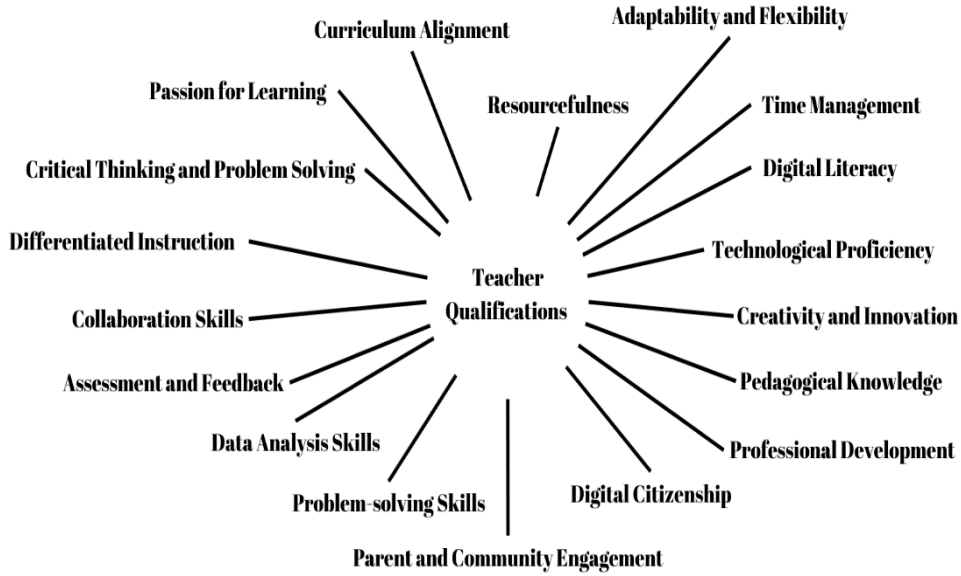 Adaptability and Flexibility
Curriculum Alignment
Passion for Learning
Resourcefulness
Time Management
Critical Thinking and Problem Solving
Digital Literacy
Differentiated Instruction
Technological Proficiency
Teacher
Qualifications
Collaboration Skills
Creativity and Innovation
Assessment and Feedback
Pedagogical Knowledge
Data Analysis Skills
Professional Development
Problem-solving Skills
Digital Citizenship
Parent and Community Engagement